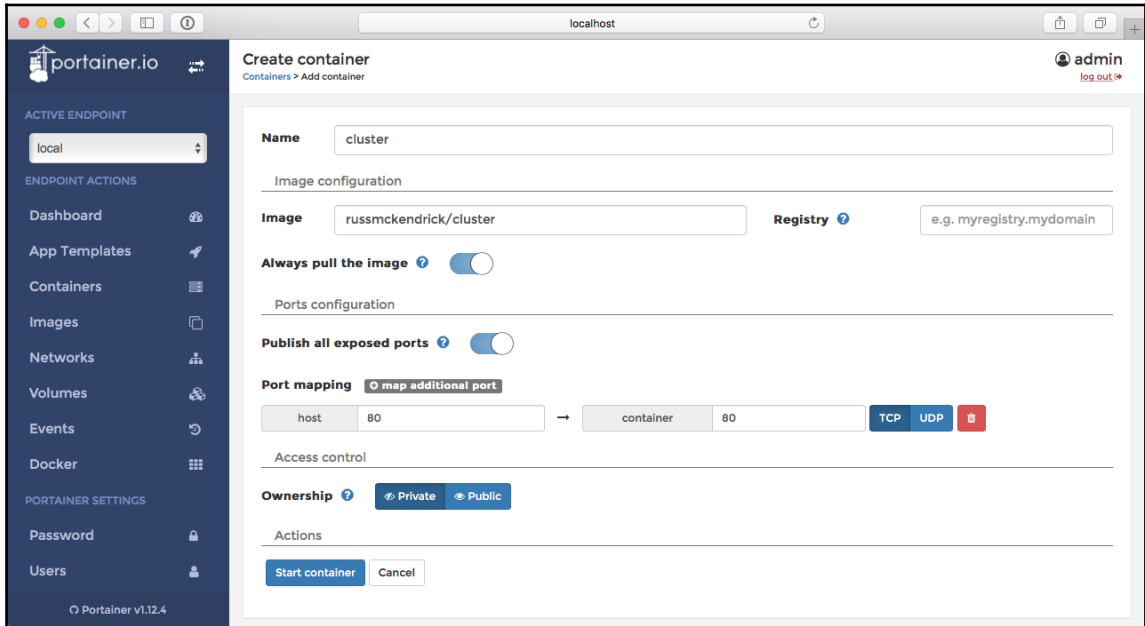 localhost
portainer.io
ACTIVE ENDPOINT
local
ENDPOINT ACTIONS
Dashboard
App Templates
Containers
Images
Networks
Volumes
Events
Docker
PORTAINER SETTINGS
Password
Users
Portainer v1.12.4
Create container
Containers > Add container
admin
log out
Name cluster
Image configuration
Image russmckendrick/cluster Registry ? e.g. myregistry.mydomain
Always pull the image ?
Ports configuration
Publish all exposed ports ?
Port mapping map additional port
host 80 → container 80 TCP UDP
Access control
Ownership ? Private Public
Actions
Start container Cancel